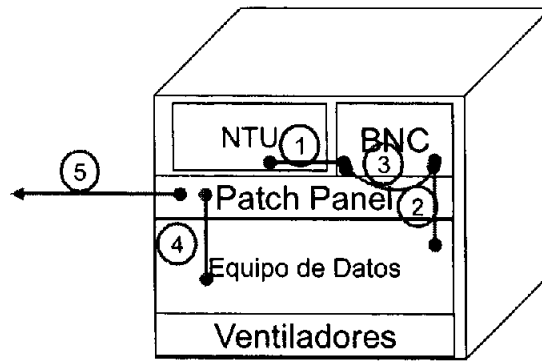 NTU 1 BNC
3
5
Patch Panel 2
4
Equipo de Datos
Ventiladores